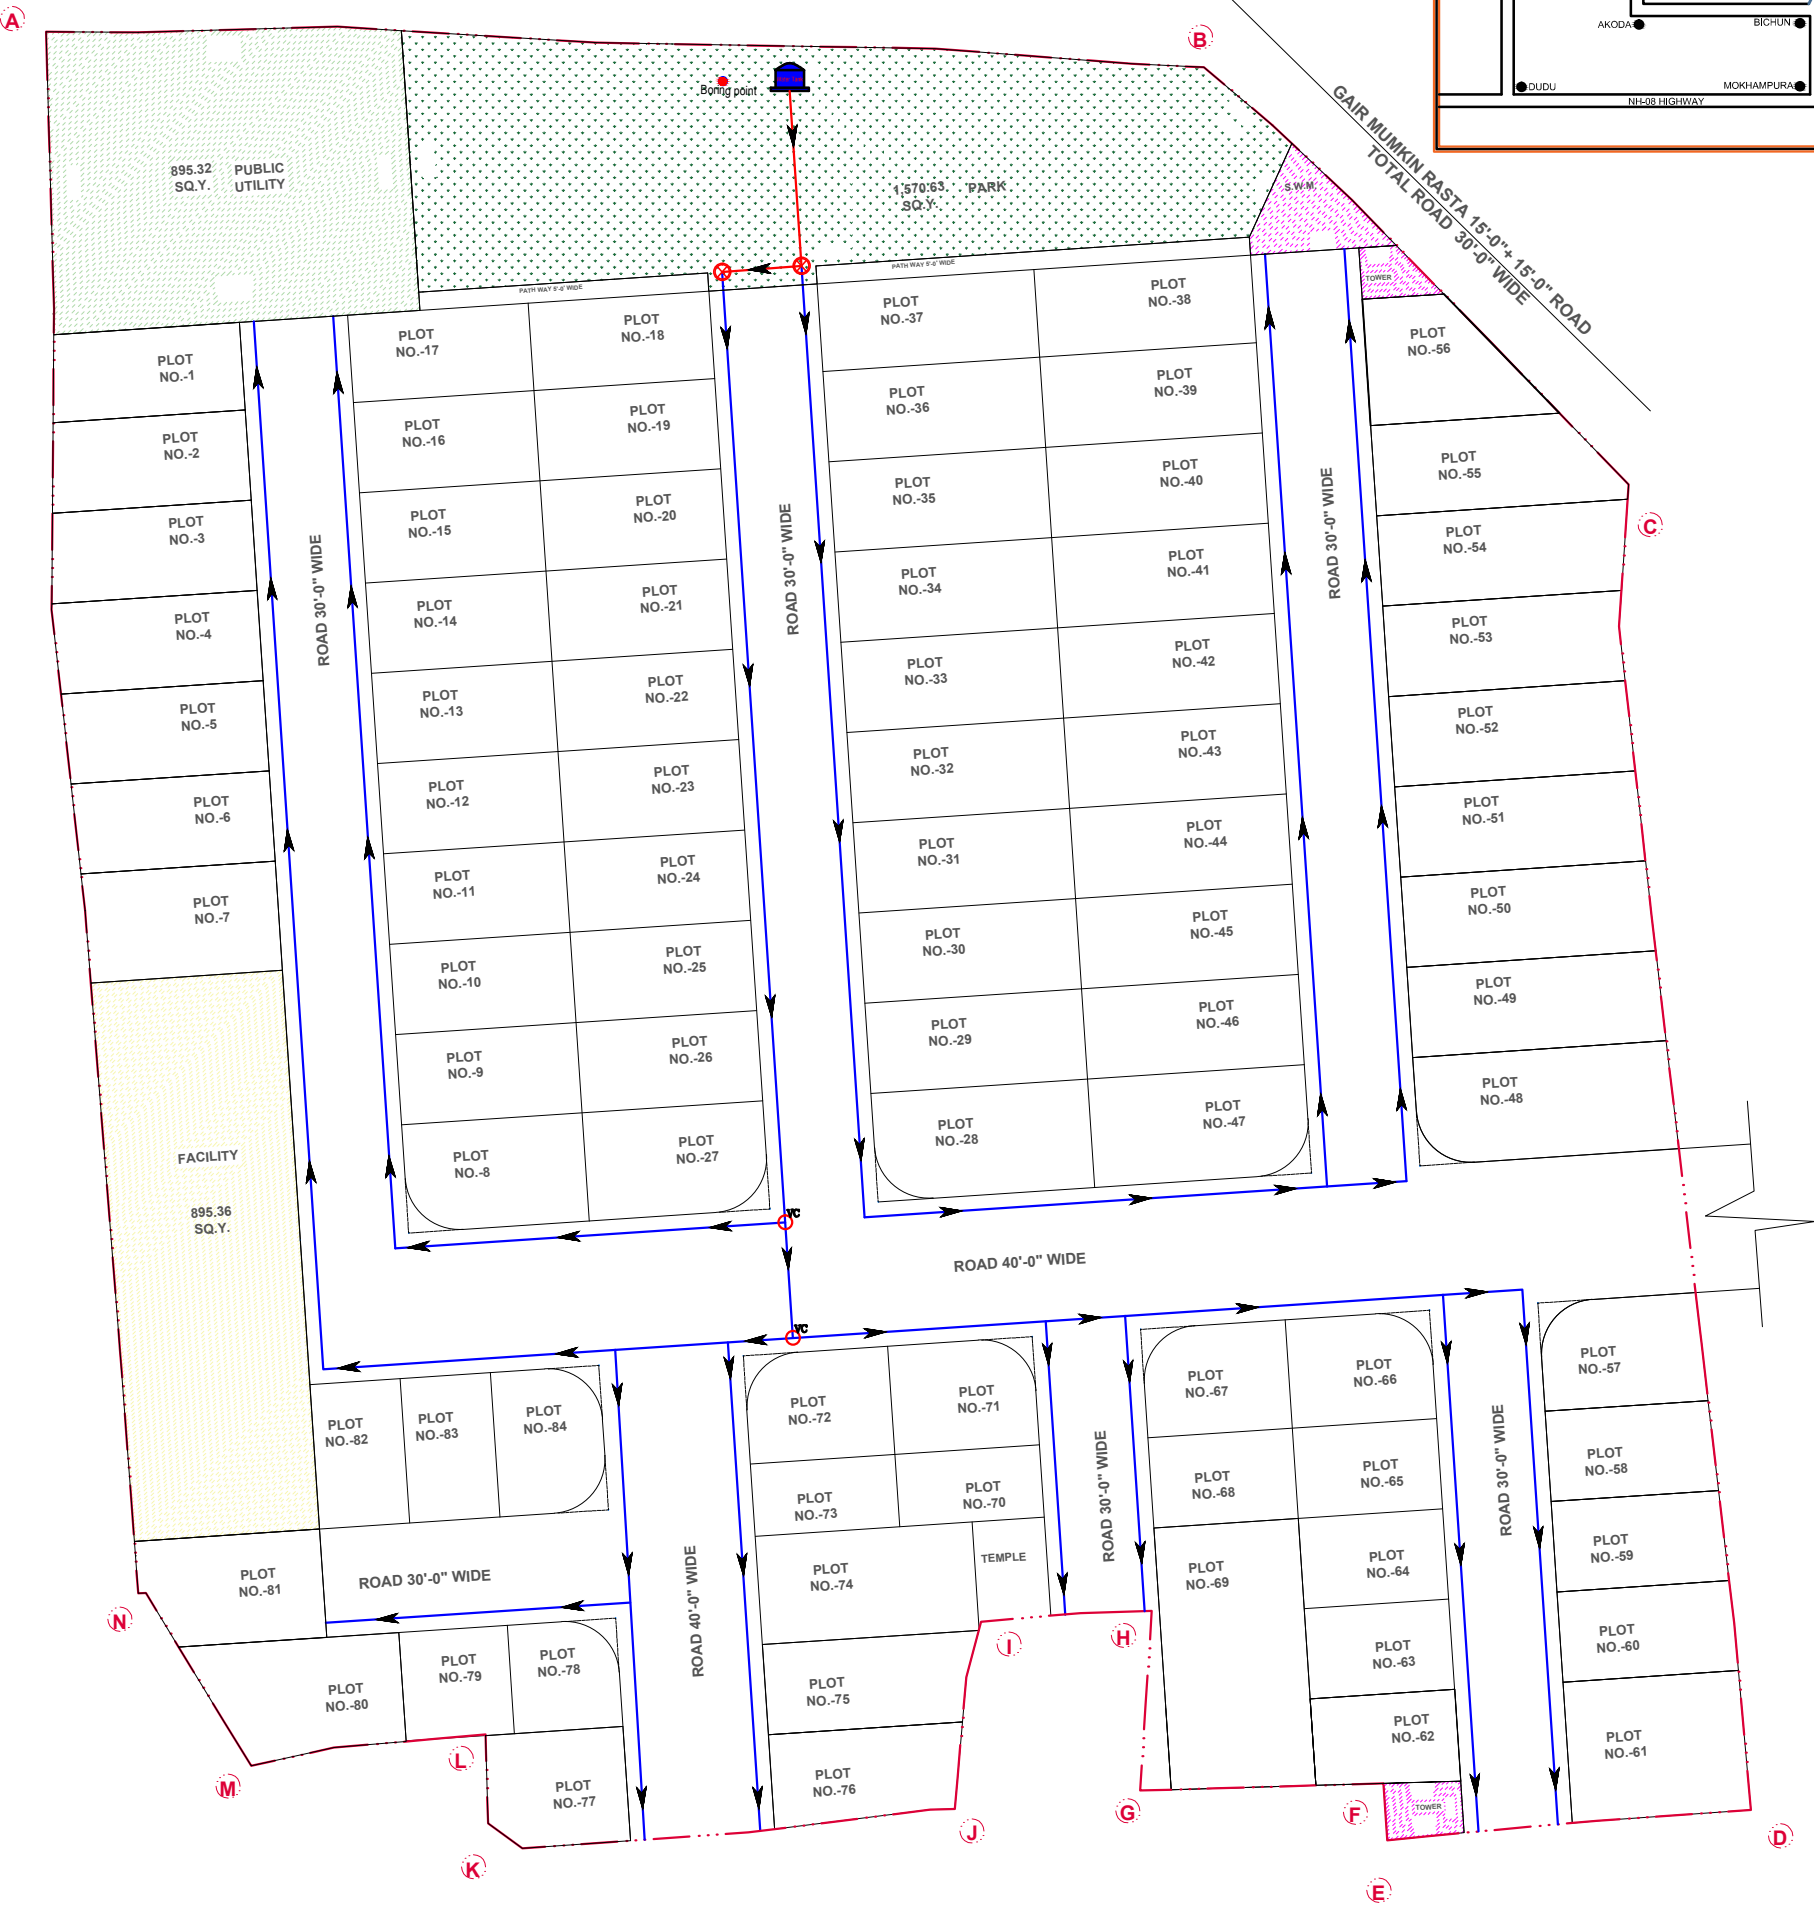 A
B
AKODA
BICHUN
DUDU
MOKHAMPURA
NH-08 HIGHWAY
GAIR MUMKIN RASTA 15'-0"+ 15'-0" ROAD
TOTAL ROAD 30'-0" WIDE
Boring point
895.32 PUBLIC
SQ.Y. UTILITY
1,570.63 PARK
SQ.Y.
S.W.M.
TOWER
PATH WAY 5'-0' WIDE
PATH WAY 5'-0' WIDE
PLOT
NO.-1
PLOT
NO.-2
PLOT
NO.-3
PLOT
NO.-4
PLOT
NO.-5
PLOT
NO.-6
PLOT
NO.-7
FACILITY
895.36
SQ.Y.
ROAD 30'-0" WIDE
PLOT
NO.-17
PLOT
NO.-16
PLOT
NO.-15
PLOT
NO.-14
PLOT
NO.-13
PLOT
NO.-12
PLOT
NO.-11
PLOT
NO.-10
PLOT
NO.-9
PLOT
NO.-8
PLOT
NO.-18
PLOT
NO.-19
PLOT
NO.-20
PLOT
NO.-21
PLOT
NO.-22
PLOT
NO.-23
PLOT
NO.-24
PLOT
NO.-25
PLOT
NO.-26
PLOT
NO.-27
ROAD 30'-0" WIDE
PLOT
NO.-37
PLOT
NO.-36
PLOT
NO.-35
PLOT
NO.-34
PLOT
NO.-33
PLOT
NO.-32
PLOT
NO.-31
PLOT
NO.-30
PLOT
NO.-29
PLOT
NO.-28
PLOT
NO.-38
PLOT
NO.-39
PLOT
NO.-40
PLOT
NO.-41
PLOT
NO.-42
PLOT
NO.-43
PLOT
NO.-44
PLOT
NO.-45
PLOT
NO.-46
PLOT
NO.-47
ROAD 30'-0" WIDE
PLOT
NO.-56
PLOT
NO.-55
PLOT
NO.-54
PLOT
NO.-53
PLOT
NO.-52
PLOT
NO.-51
PLOT
NO.-50
PLOT
NO.-49
PLOT
NO.-48
C
VC
VC
ROAD 40'-0" WIDE
PLOT
NO.-82
PLOT
NO.-83
PLOT
NO.-84
PLOT
NO.-81
ROAD 30'-0" WIDE
PLOT
NO.-80
PLOT
NO.-79
PLOT
NO.-78
PLOT
NO.-77
ROAD 40'-0" WIDE
PLOT
NO.-72
PLOT
NO.-71
PLOT
NO.-73
PLOT
NO.-70
PLOT
NO.-74
TEMPLE
PLOT
NO.-75
PLOT
NO.-76
ROAD 30'-0" WIDE
PLOT
NO.-67
PLOT
NO.-66
PLOT
NO.-68
PLOT
NO.-65
PLOT
NO.-69
PLOT
NO.-64
PLOT
NO.-63
PLOT
NO.-62
TOWER
ROAD 30'-0" WIDE
PLOT
NO.-57
PLOT
NO.-58
PLOT
NO.-59
PLOT
NO.-60
PLOT
NO.-61
N
M
L
K
J
I
H
G
F
E
D